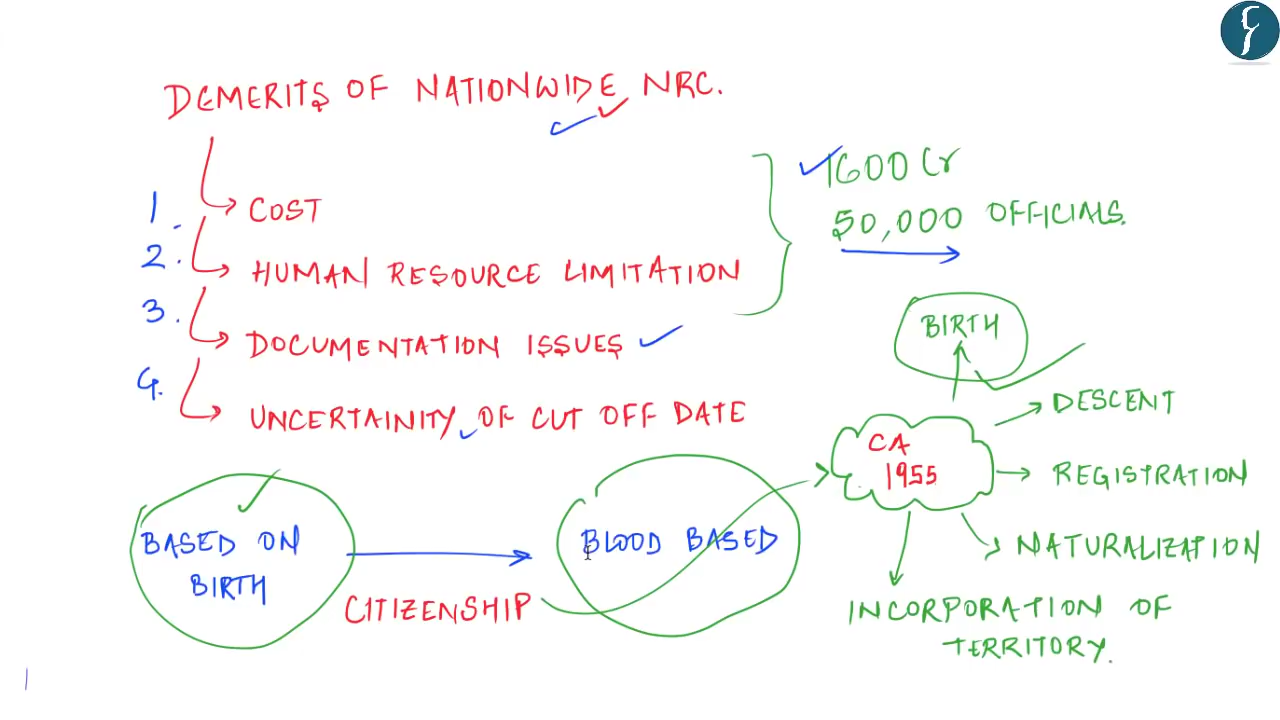 DEMERITS OF NATIONWIDE NRC.
1. COST
2. HUMAN RESOURCE LIMITATION
3. DOCUMENTATION ISSUES
4. UNCERTAINITY OF CUT OFF DATE
1600 Cr
50,000 OFFICIALS.
BASED ON
BIRTH
CITIZENSHIP
BLOOD BASED
CA
1955
BIRTH
DESCENT
REGISTRATION
NATURALIZATION
INCORPORATION OF
TERRITORY.